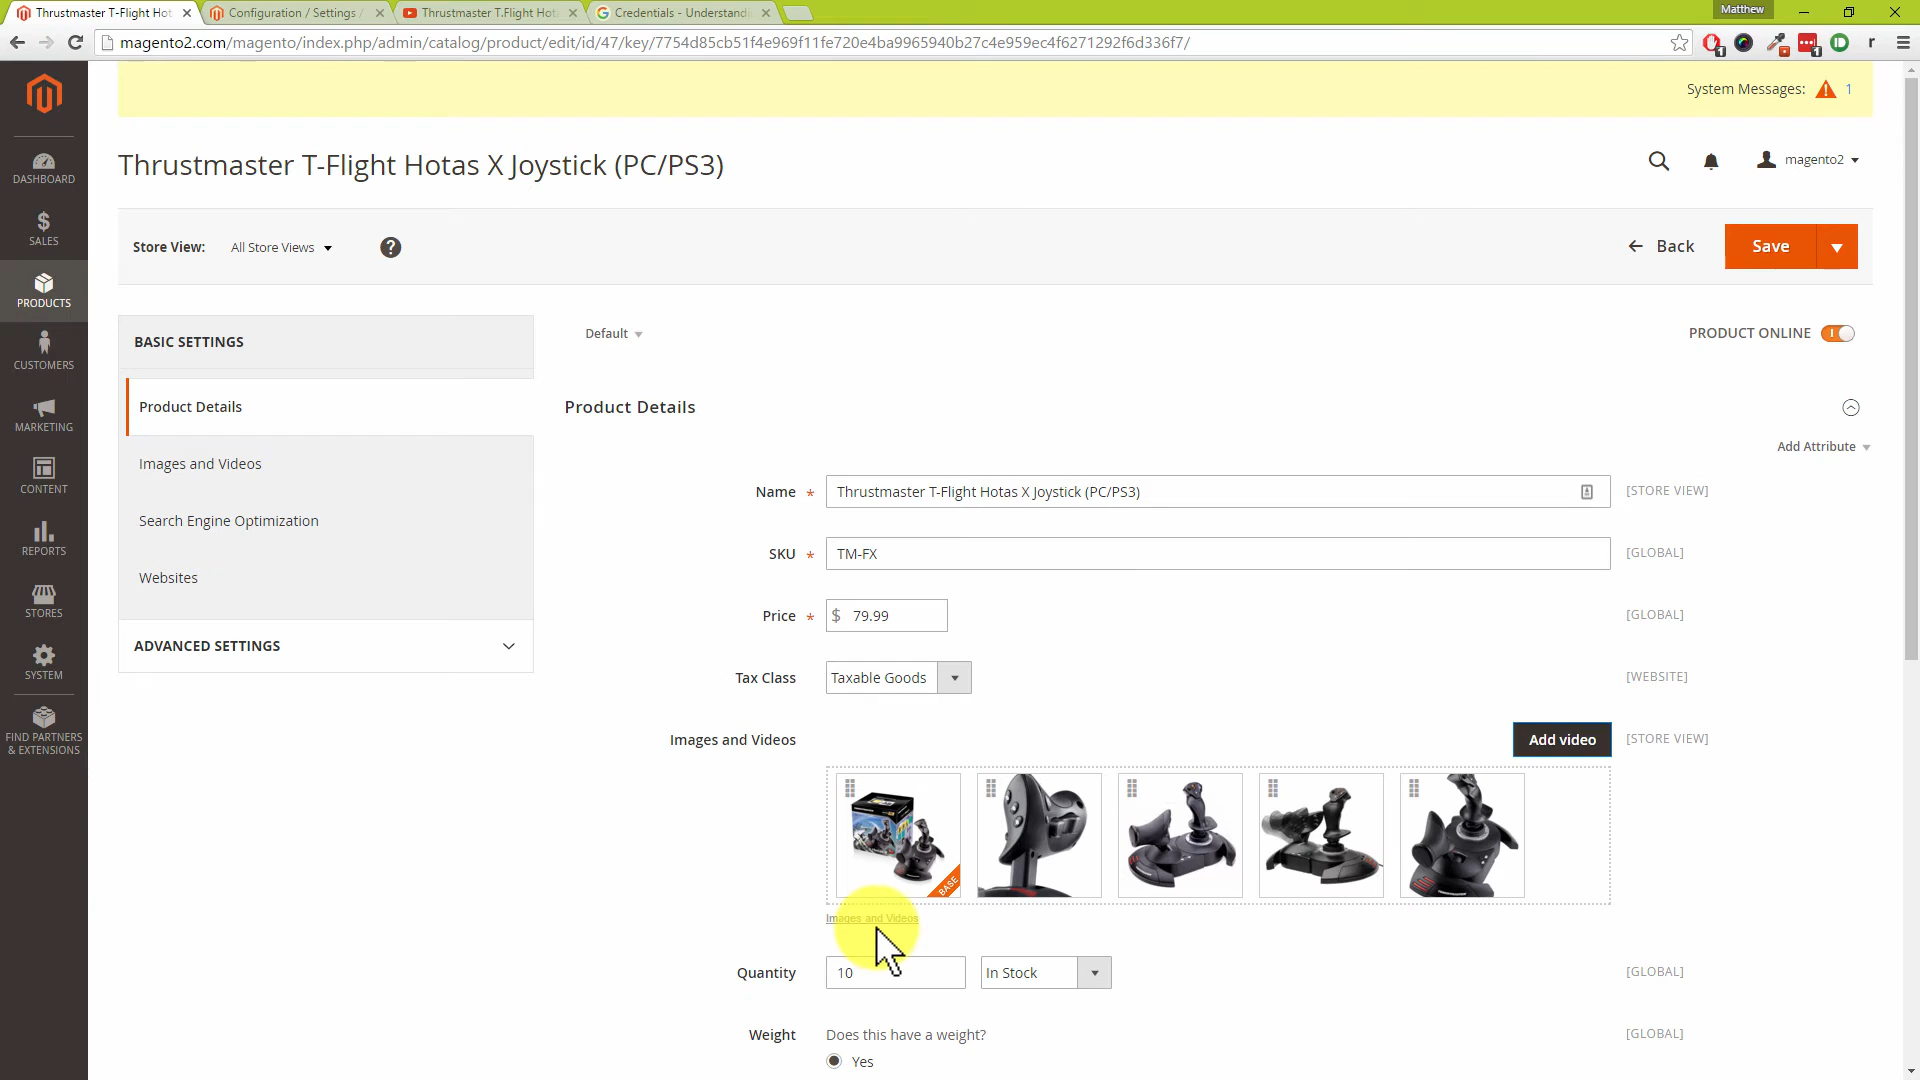 Thrustmaster T-Flight Hot
Configuration / Settings /
Thrustmaster T.Flight Hot
Credentials - Understandi
Matthew
magento2.com/magento/index.php/admin/catalog/product/edit/id/47/key/7754d85cb51f4e969f11fe720e4ba9965940b27c4e959ec4f6271292f6d336f7/
System Messages: 1
Thrustmaster T-Flight Hotas X Joystick (PC/PS3)
magento2
Store View: All Store Views ?
Back
Save
DASHBOARD
SALES
PRODUCTS
CUSTOMERS
MARKETING
CONTENT
REPORTS
STORES
SYSTEM
FIND PARTNERS
& EXTENSIONS
BASIC SETTINGS
Product Details
Images and Videos
Search Engine Optimization
Websites
ADVANCED SETTINGS
Default
PRODUCT ONLINE
Product Details
Add Attribute
Name * Thrustmaster T-Flight Hotas X Joystick (PC/PS3) [STORE VIEW]
SKU * TM-FX [GLOBAL]
Price * $ 79.99 [GLOBAL]
Tax Class Taxable Goods [WEBSITE]
Images and Videos Add video [STORE VIEW]
BASE
Images and Videos
Quantity 10 In Stock [GLOBAL]
Weight Does this have a weight? [GLOBAL]
Yes